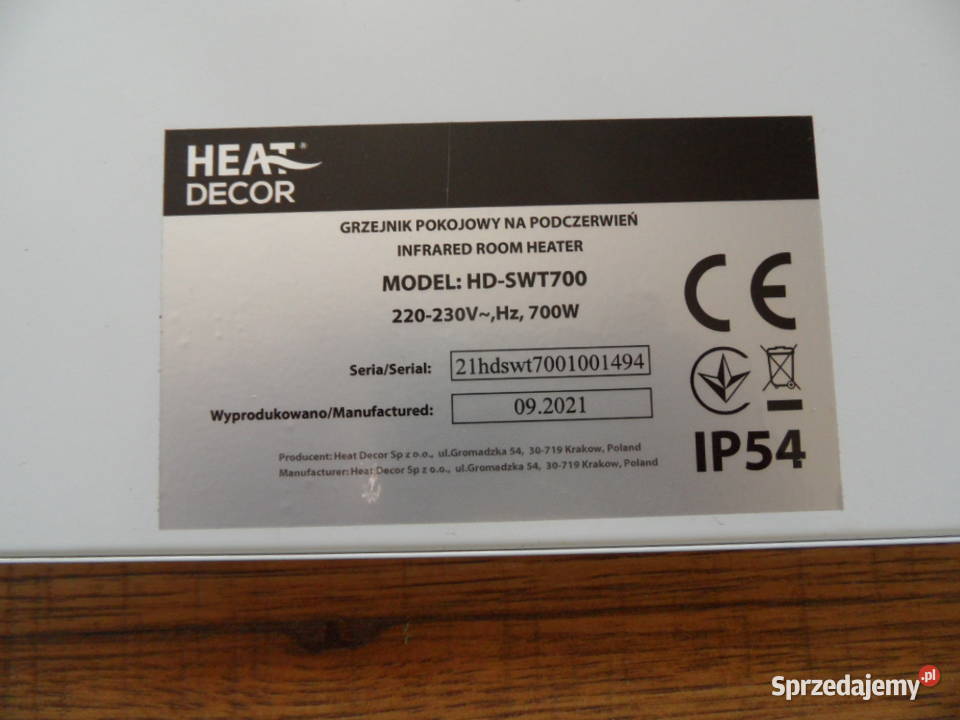 HEAT®
DECOR
GRZEJNIK POKOJOWY NA PODCZERWIEŃ
INFRARED ROOM HEATER
MODEL: HD-SWT700
220-230V~,Hz, 700W
Seria/Serial: 21hdswt7001001494
Wyprodukowano/Manufactured: 09.2021
Producent: Heat Decor Sp z o.o., ul.Gromadzka 54, 30-719 Krakow, Poland
Manufacturer: Heat Decor Sp z o.o., ul.Gromadzka 54, 30-719 Krakow, Poland
CE
IP54
Sprzedajemy.pl